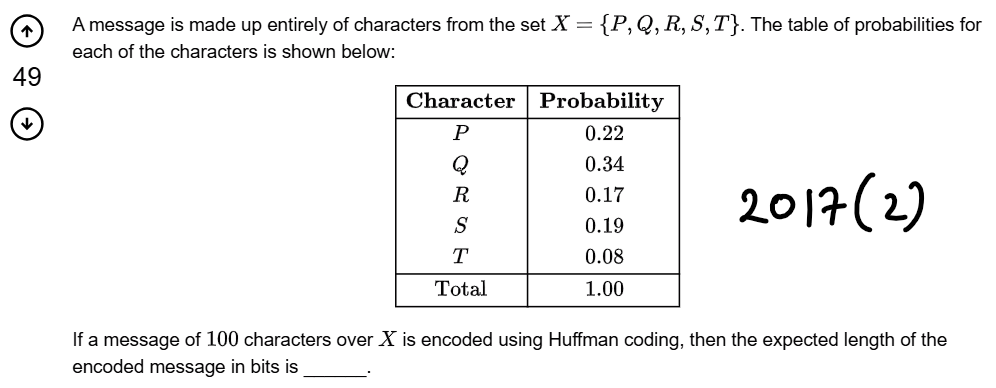 A message is made up entirely of characters from the set X = {P, Q, R, S, T}. The table of probabilities for
each of the characters is shown below:
49
Character Probability
P 0.22
Q 0.34
R 0.17
S 0.19
T 0.08
Total 1.00
2017(2)
If a message of 100 characters over X is encoded using Huffman coding, then the expected length of the
encoded message in bits is ______.